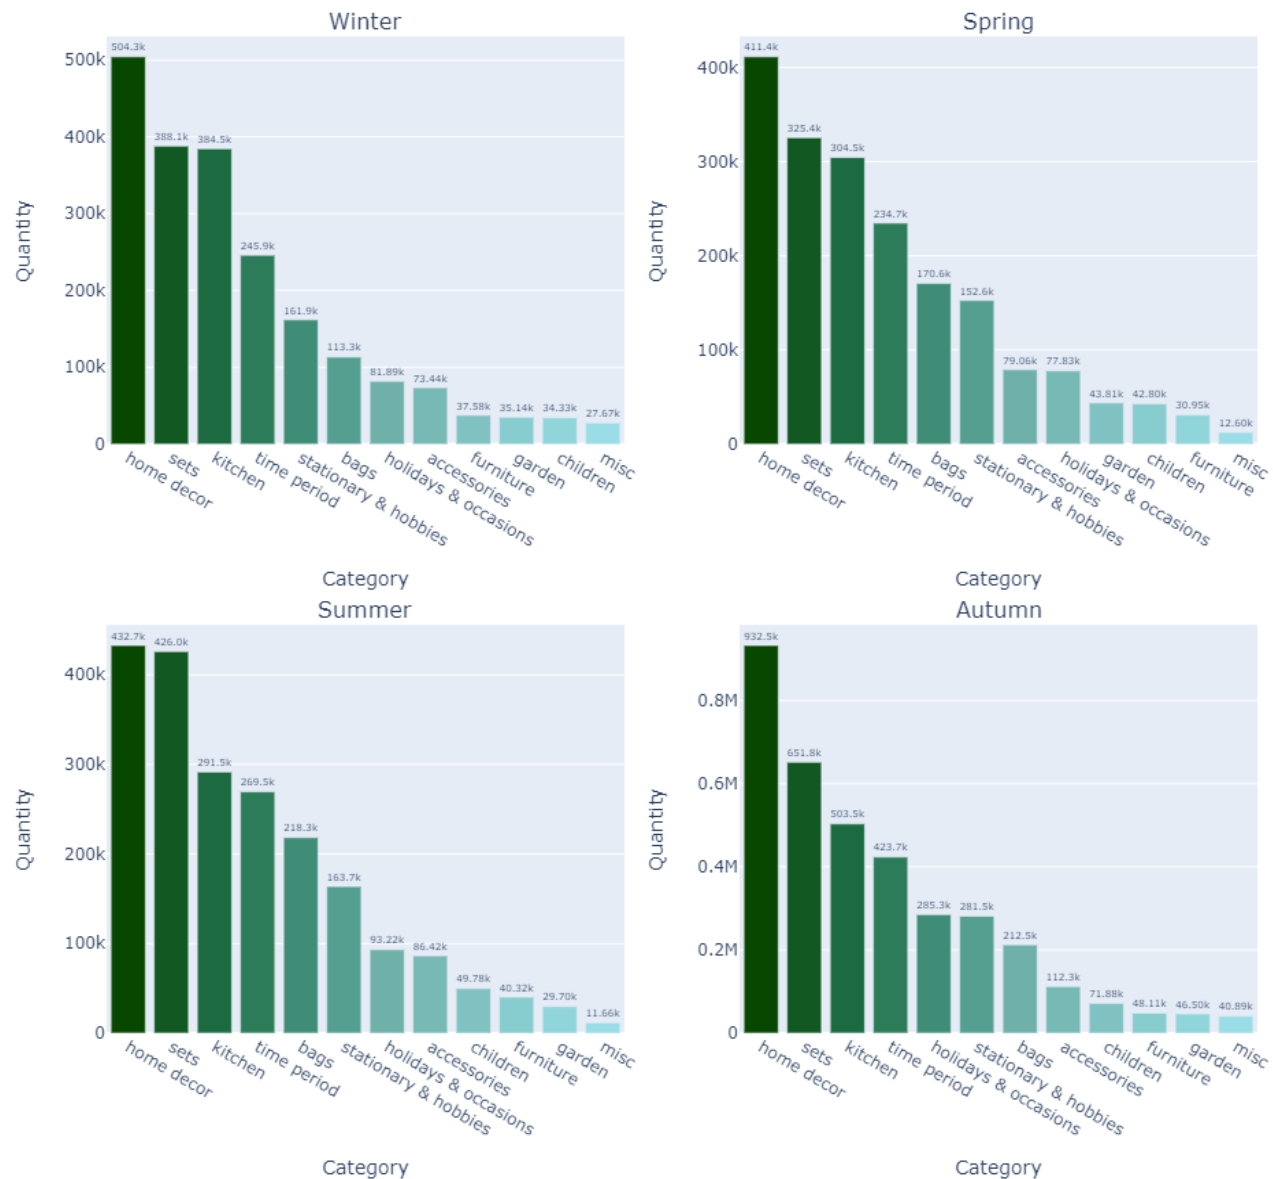 Winter
504.3k
388.1k
384.5k
245.9k
161.9k
113.3k
81.89k
73.44k
37.58k
35.14k
34.33k
27.67k
500k
400k
300k
200k
100k
0
Quantity
home decor
sets
kitchen
time period
stationary & hobbies
bags
holidays & occasions
accessories
furniture
garden
children
misc
Category
Spring
411.4k
325.4k
304.5k
234.7k
170.6k
152.6k
79.06k
77.83k
43.81k
42.80k
30.95k
12.60k
400k
300k
200k
100k
0
Quantity
home decor
sets
kitchen
time period
bags
stationary & hobbies
accessories
holidays & occasions
garden
children
furniture
misc
Category
Summer
432.7k
426.0k
291.5k
269.5k
218.3k
163.7k
93.22k
86.42k
49.78k
40.32k
29.70k
11.66k
400k
300k
200k
100k
0
Quantity
home decor
sets
kitchen
time period
bags
stationary & hobbies
holidays & occasions
accessories
children
furniture
garden
misc
Category
Autumn
932.5k
651.8k
503.5k
423.7k
285.3k
281.5k
212.5k
112.3k
71.88k
48.11k
46.50k
40.89k
0.8M
0.6M
0.4M
0.2M
0
Quantity
home decor
sets
kitchen
time period
holidays & occasions
stationary & hobbies
bags
accessories
children
furniture
garden
misc
Category